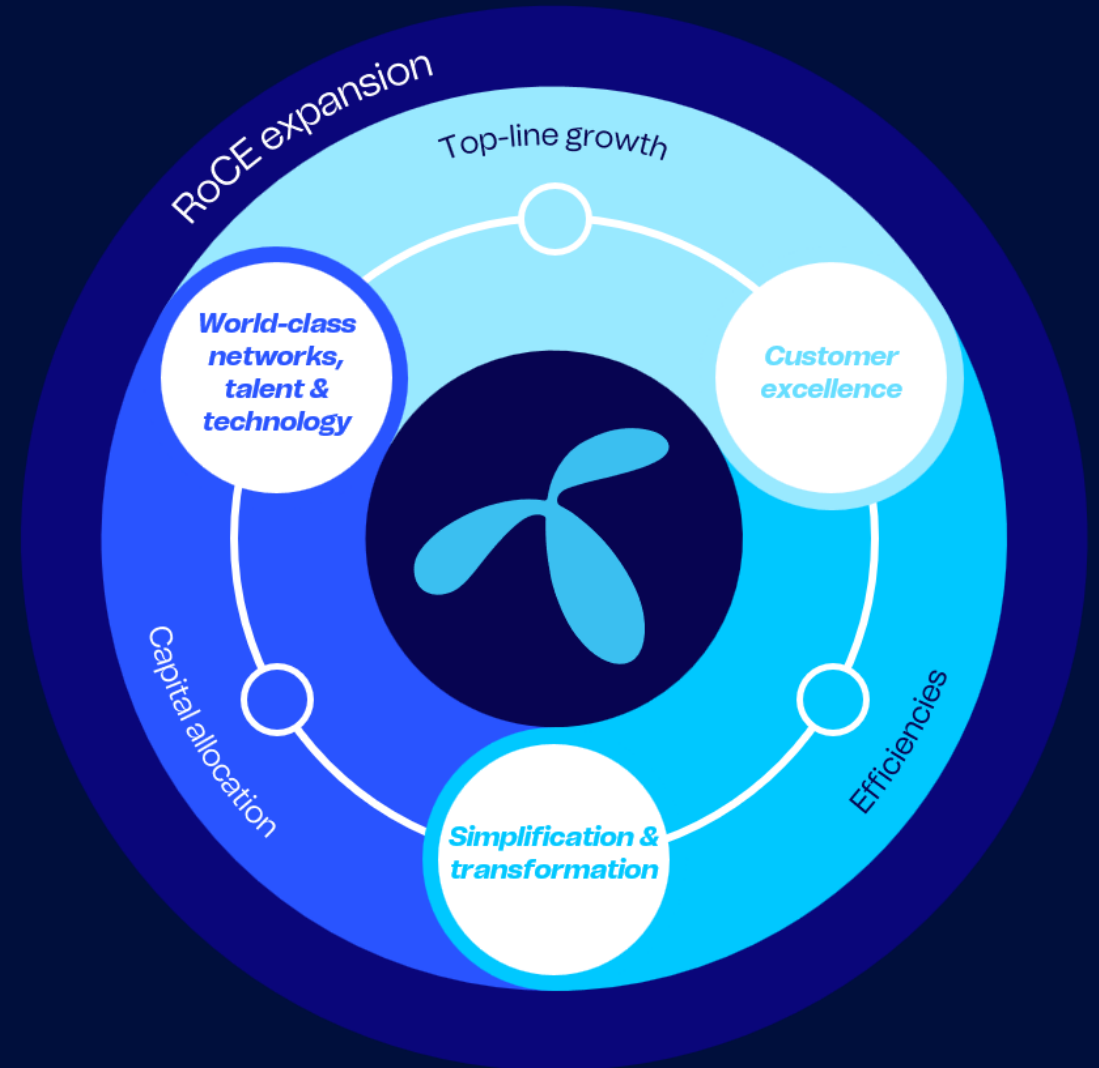 RoCE expansion
Top-line growth
World-class
networks,
talent &
technology
Customer
excellence
Capital allocation
Efficiencies
Simplification &
transformation